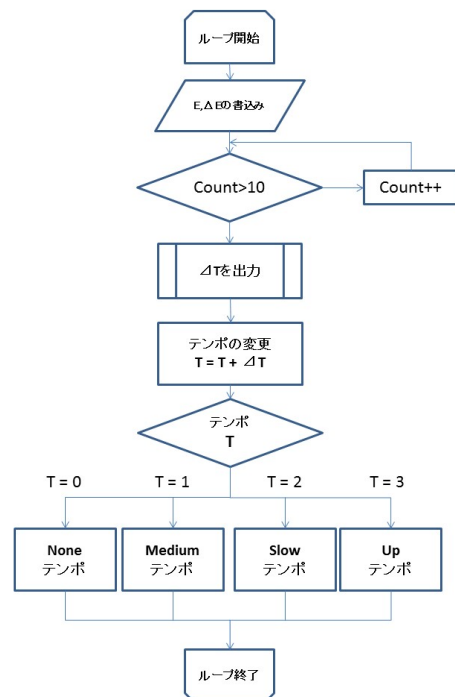 ループ開始
E,ΔEの書込み
Count>10
Count++
⊿Tを出力
テンポの変更
T = T + ⊿T
テンポ
T
T = 0
T = 1
T = 2
T = 3
None
テンポ
Medium
テンポ
Slow
テンポ
Up
テンポ
ループ終了